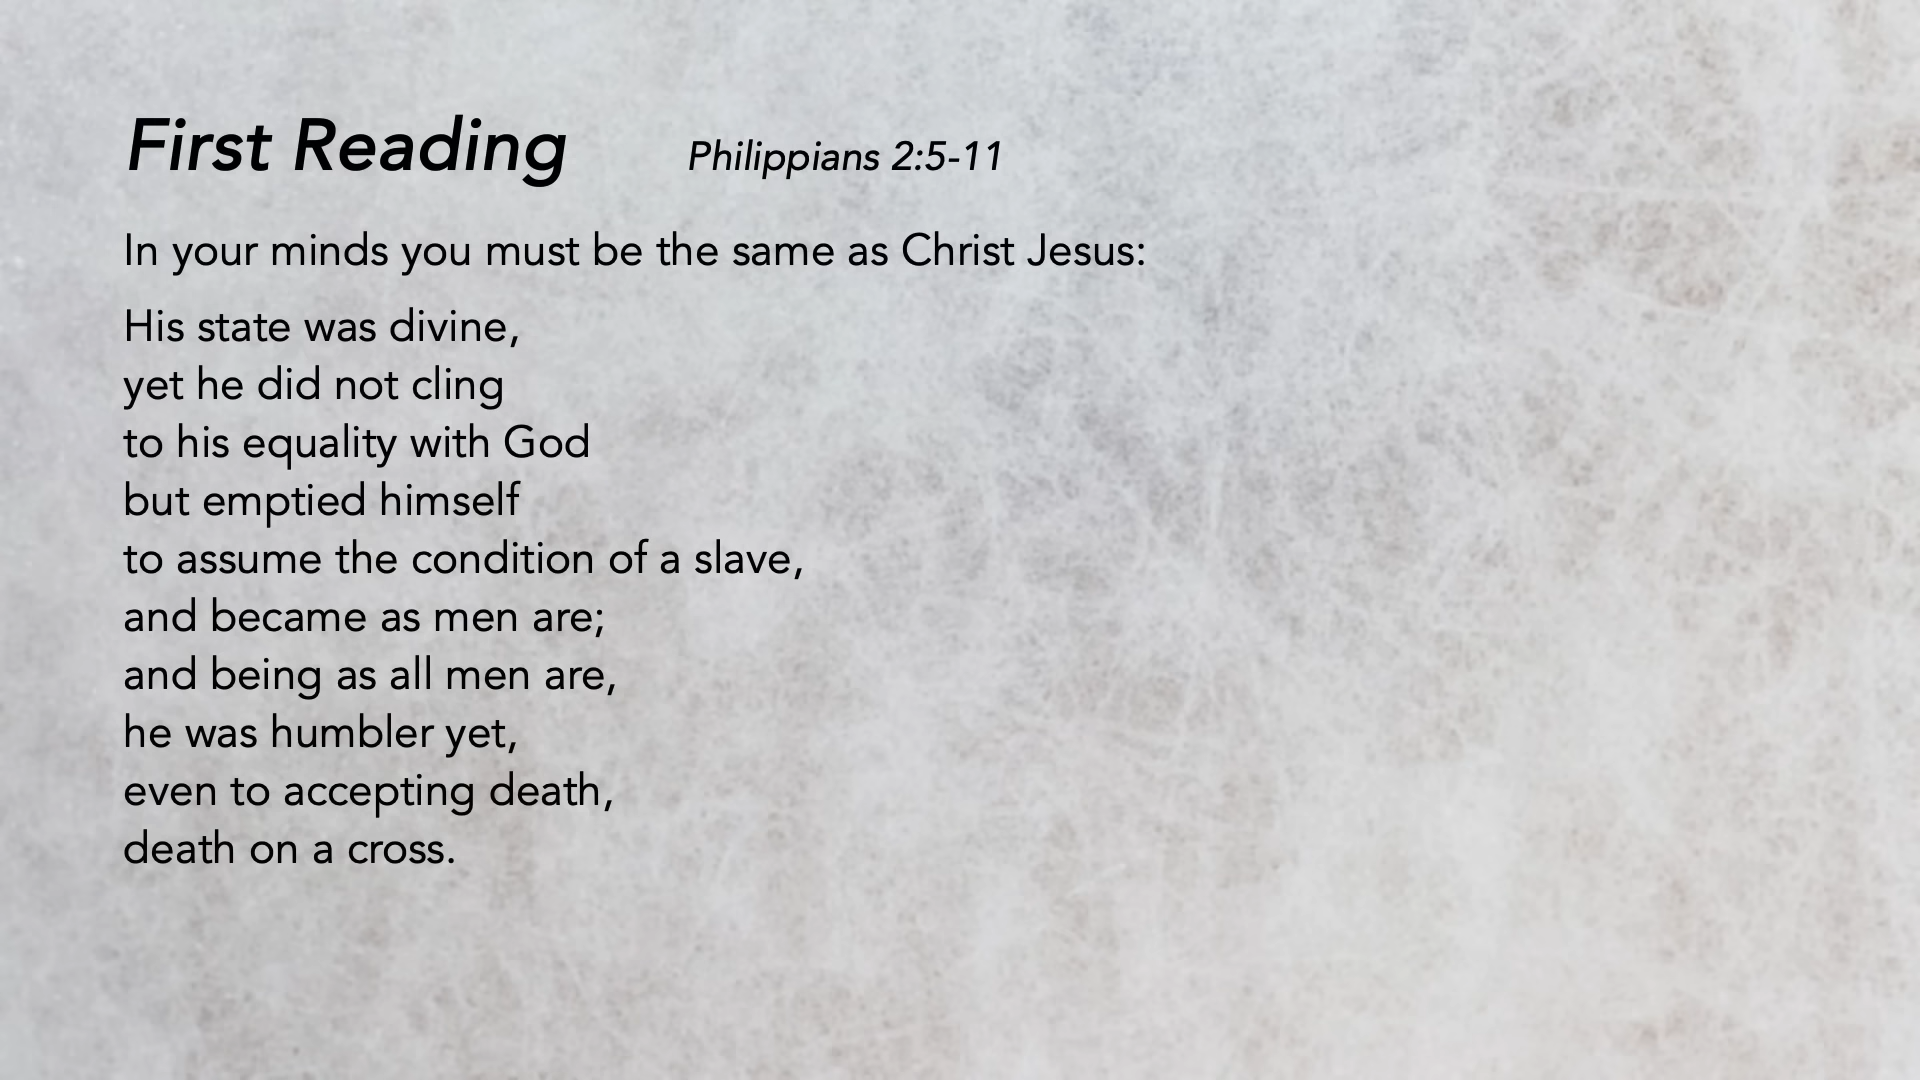 First Reading Philippians 2:5-11
In your minds you must be the same as Christ Jesus:
His state was divine,
yet he did not cling
to his equality with God
but emptied himself
to assume the condition of a slave,
and became as men are;
and being as all men are,
he was humbler yet,
even to accepting death,
death on a cross.